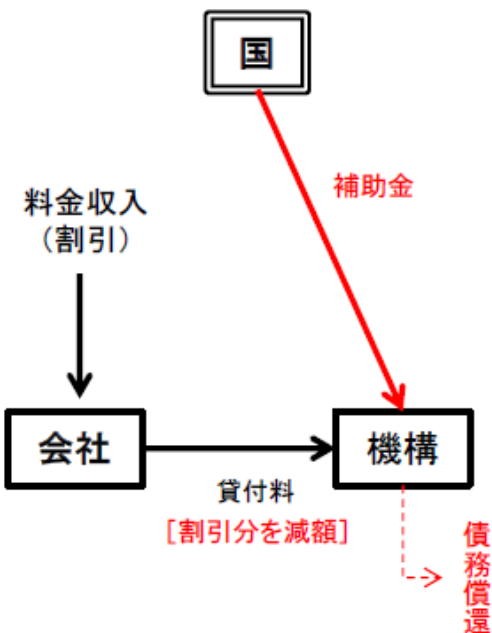 国
補助金
料金収入
（割引）
会社
機構
貸付料
［割引分を減額］
債務償還